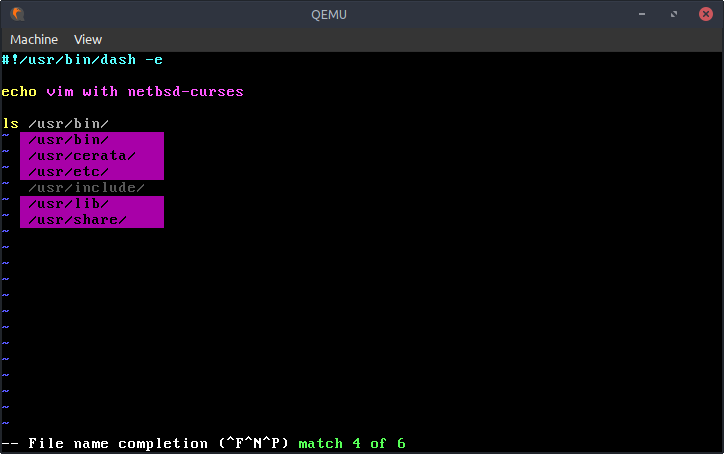 QEMU
Machine View
#!/usr/bin/dash -e
echo vim with netbsd-curses
ls /usr/bin/
~ /usr/bin/
~ /usr/cerata/
~ /usr/etc/
~ /usr/include/
~ /usr/lib/
~ /usr/share/
~
~
~
~
~
~
~
~
~
~
~
~
~
-- File name completion (^F^N^P) match 4 of 6